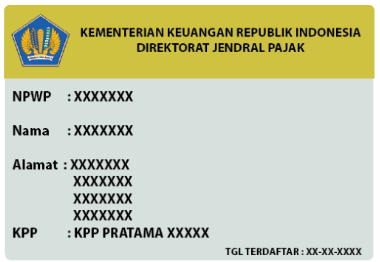 KEMENTERIAN KEUANGAN REPUBLIK INDONESIA
DIREKTORAT JENDRAL PAJAK
NPWP : XXXXXXX
Nama : XXXXXXX
Alamat : XXXXXXX
XXXXXXX
XXXXXXX
XXXXXXX
KPP : KPP PRATAMA XXXXX
TGL TERDAFTAR : XX-XX-XXXX